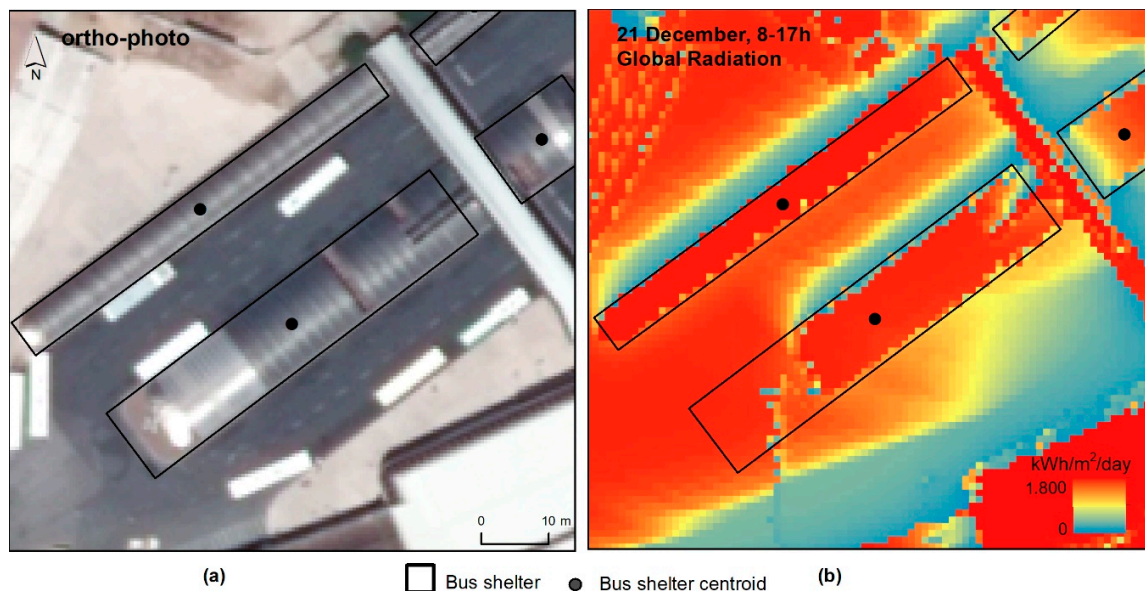 ortho-photo
N
0 10 m
21 December, 8-17h
Global Radiation
kWh/m²/day
1.800
0
(a)
Bus shelter
Bus shelter centroid
(b)